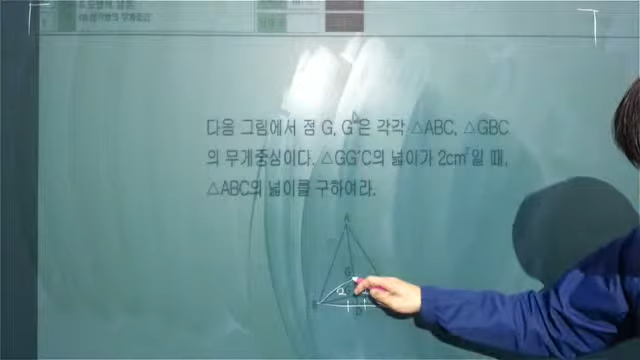 다음 그림에서 점 G, G'은 각각 △ABC, △GBC
의 무게중심이다. △GG'C의 넓이가 2cm²일 때,
△ABC의 넓이를 구하여라.
A
G
2
B
D